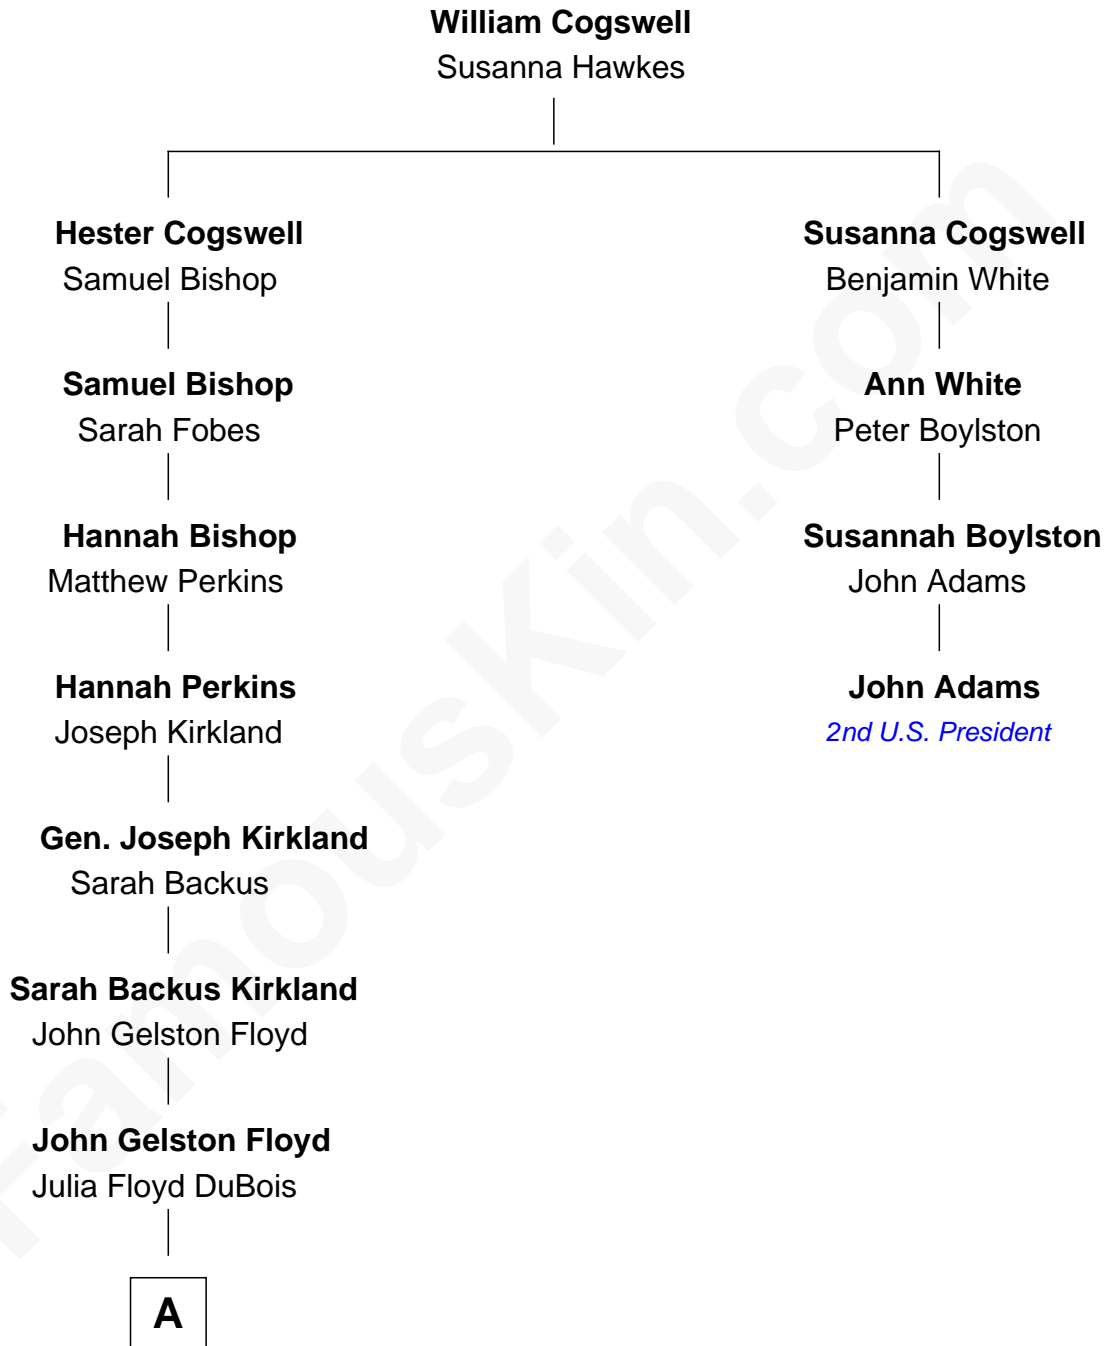 William Cogswell
Susanna Hawkes
Hester Cogswell
Samuel Bishop
Susanna Cogswell
Benjamin White
Samuel Bishop
Sarah Fobes
Ann White
Peter Boylston
Hannah Bishop
Matthew Perkins
Susannah Boylston
John Adams
Hannah Perkins
Joseph Kirkland
John Adams
2nd U.S. President
Gen. Joseph Kirkland
Sarah Backus
Sarah Backus Kirkland
John Gelston Floyd
John Gelston Floyd
Julia Floyd DuBois
A
FamousKin.com